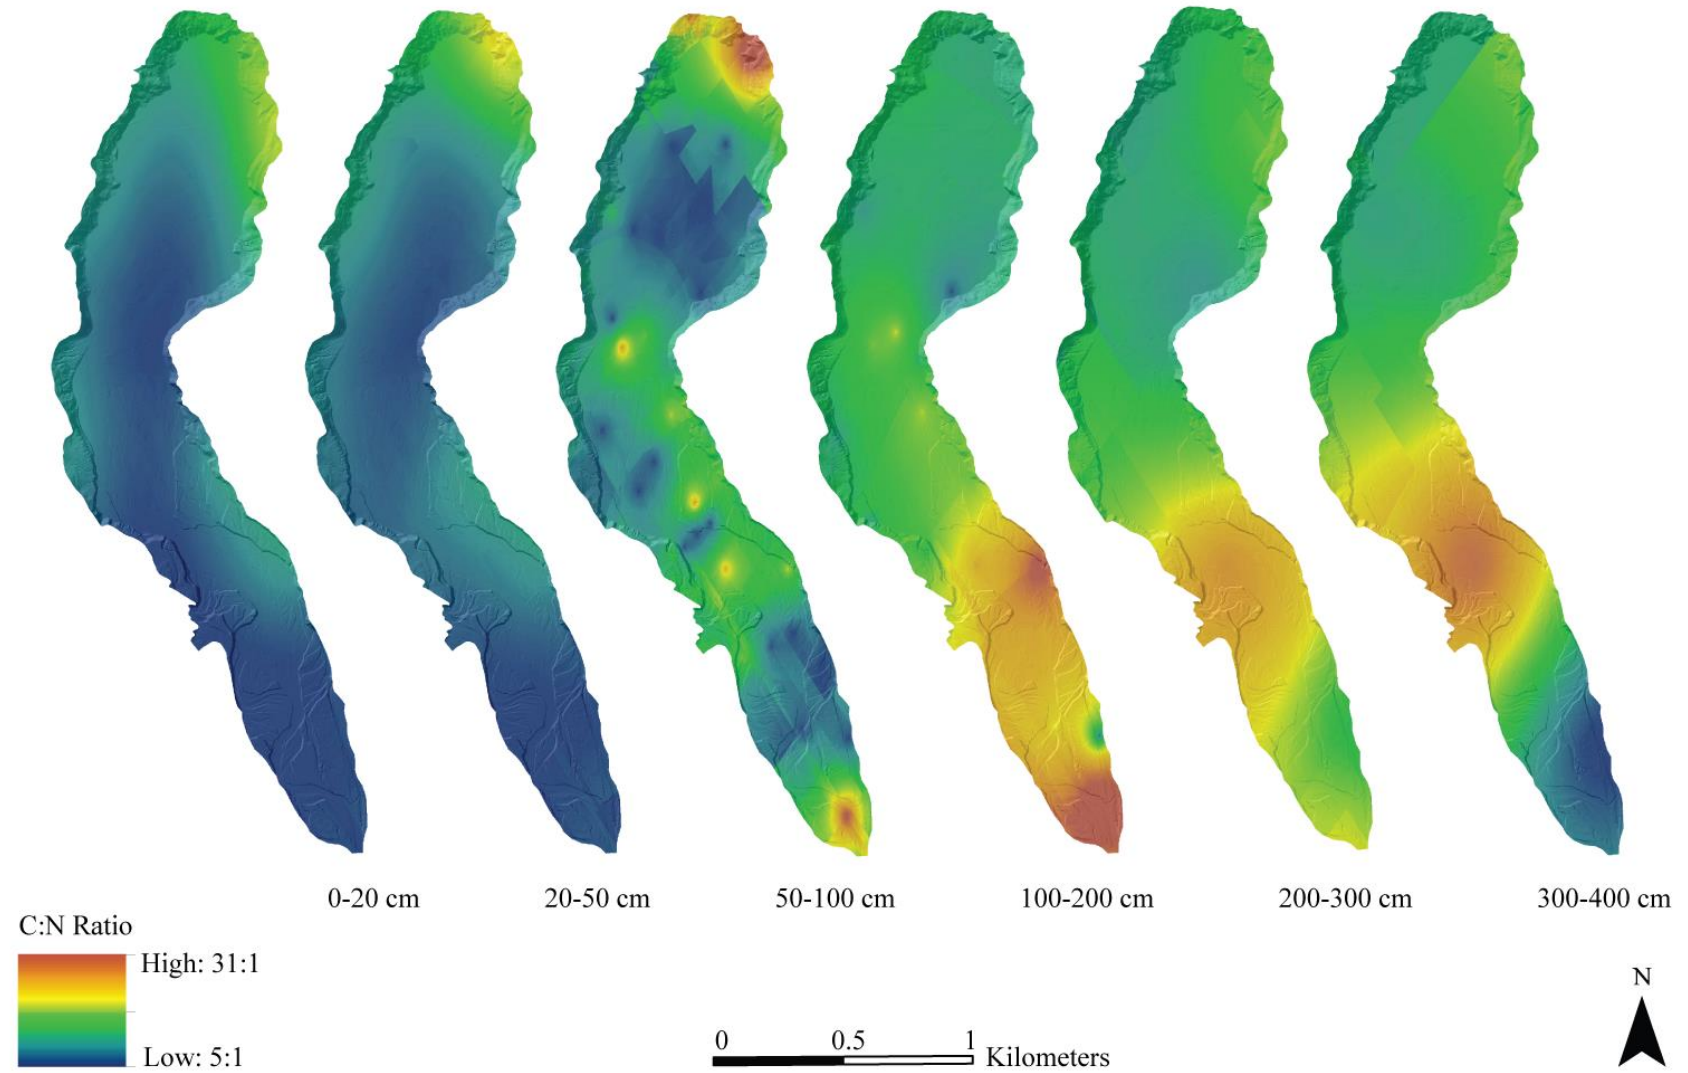 0-20 cm
20-50 cm
50-100 cm
100-200 cm
200-300 cm
300-400 cm
C:N Ratio
High: 31:1
Low: 5:1
0
0.5
1
Kilometers
N